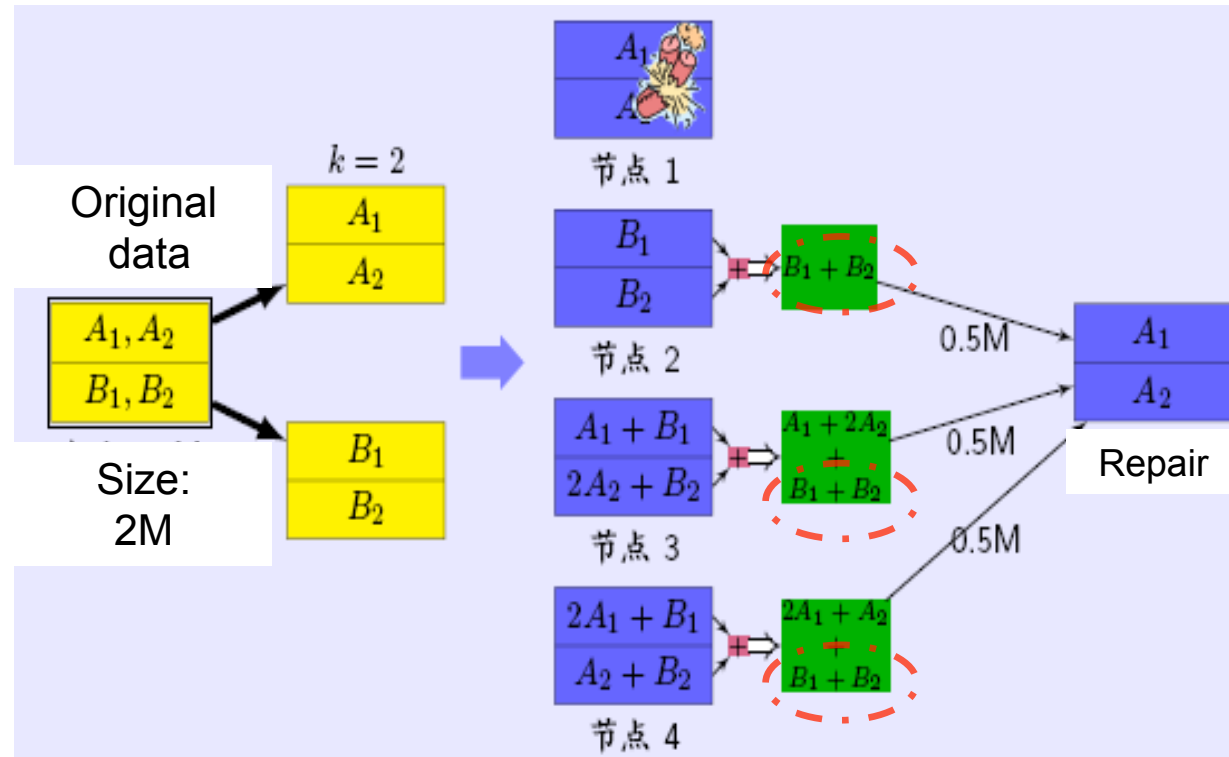 Original
data
A₁, A₂
B₁, B₂
Size:
2M
k = 2
A₁
A₂
B₁
B₂
A₁
节点 1
B₁
B₂
节点 2
A₁ + B₁
2A₂ + B₂
节点 3
2A₁ + B₁
A₂ + B₂
节点 4
+
B₁ + B₂
+
A₁ + 2A₂
+
B₁ + B₂
+
2A₁ + A₂
+
B₁ + B₂
0.5M
0.5M
0.5M
A₁
A₂
Repair